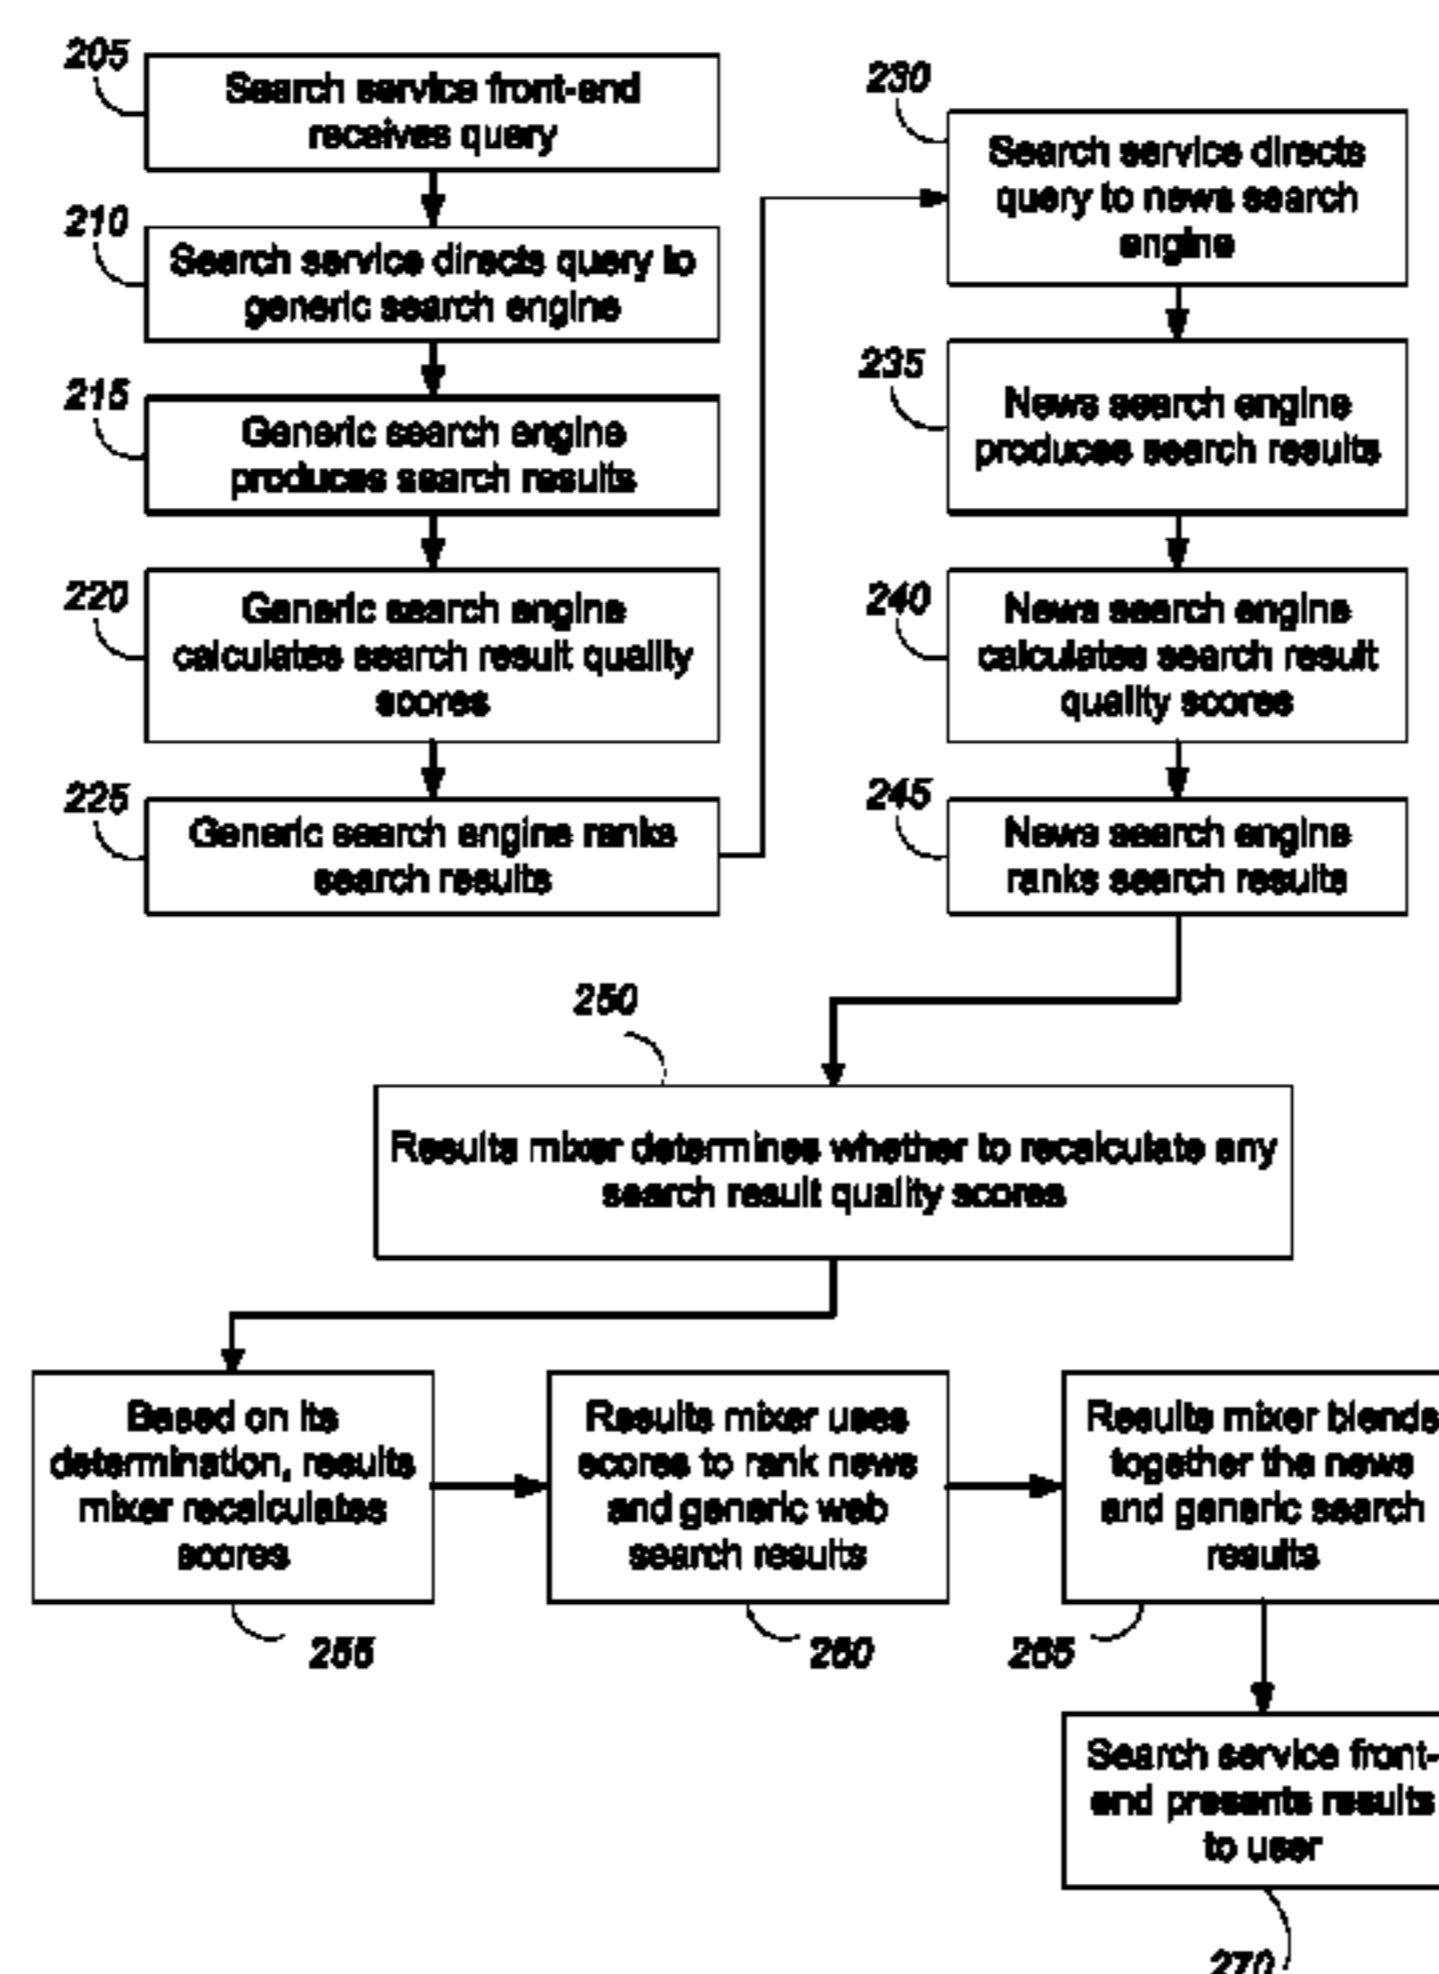 205
Search service front-end
receives query
210
Search service directs query to
generic search engine
215
Generic search engine
produces search results
220
Generic search engine
calculates search result quality
scores
225
Generic search engine ranks
search results
230
Search service directs
query to news search
engine
235
News search engine
produces search results
240
News search engine
calculates search result
quality scores
245
News search engine
ranks search results
250
Results mixer determines whether to recalculate any
search result quality scores
Based on its
determination, results
mixer recalculates
scores
255
Results mixer uses
scores to rank news
and generic web
search results
260
Results mixer blends
together the news
and generic search
results
265
Search service front-
end presents results
to user
270